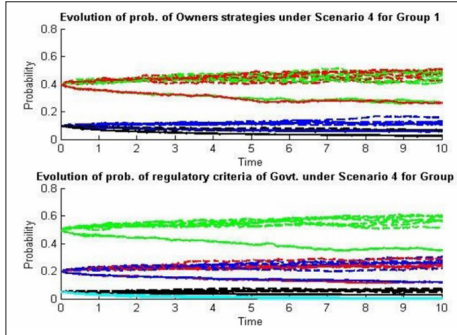 Evolution of prob. of Owners strategies under Scenario 4 for Group 1
0.8
0.6
0.4
0.2
0
Probability
0 1 2 3 4 5 6 7 8 9 10
Time
Evolution of prob. of regulatory criteria of Govt. under Scenario 4 for Group
0.8
0.6
0.4
0.2
0
Probability
0 1 2 3 4 5 6 7 8 9 10
Time